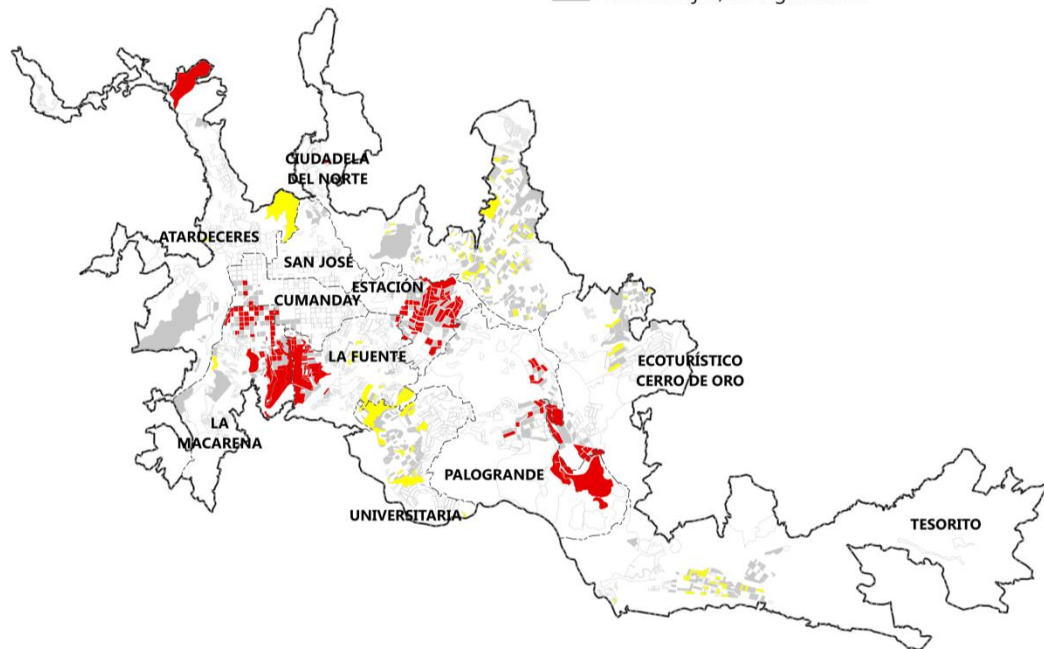 CIUDADELA
DEL NORTE
ATARDECERES
SAN JOSÉ
ESTACIÓN
CUMANDAY
LA FUENTE
ECOTURÍSTICO
CERRO DE ORO
LA
MACARENA
PALOGRANDE
UNIVERSITARIA
TESORITO